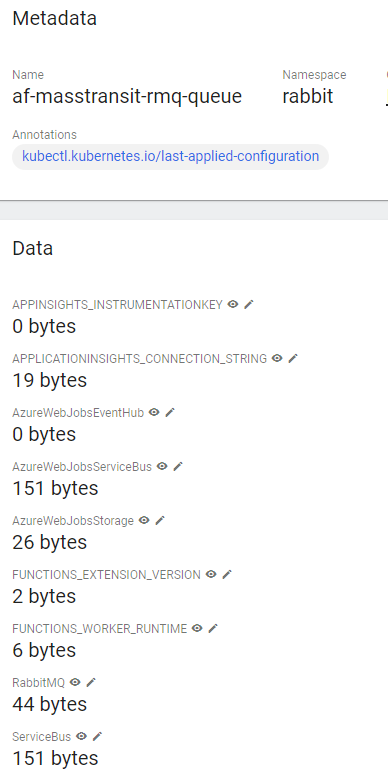 Metadata
Name Namespace
af-masstransit-rmq-queue rabbit
Annotations
kubectl.kubernetes.io/last-applied-configuration
Data
APPINSIGHTS_INSTRUMENTATIONKEY
0 bytes
APPLICATIONINSIGHTS_CONNECTION_STRING
19 bytes
AzureWebJobsEventHub
0 bytes
AzureWebJobsServiceBus
151 bytes
AzureWebJobsStorage
26 bytes
FUNCTIONS_EXTENSION_VERSION
2 bytes
FUNCTIONS_WORKER_RUNTIME
6 bytes
RabbitMQ
44 bytes
ServiceBus
151 bytes